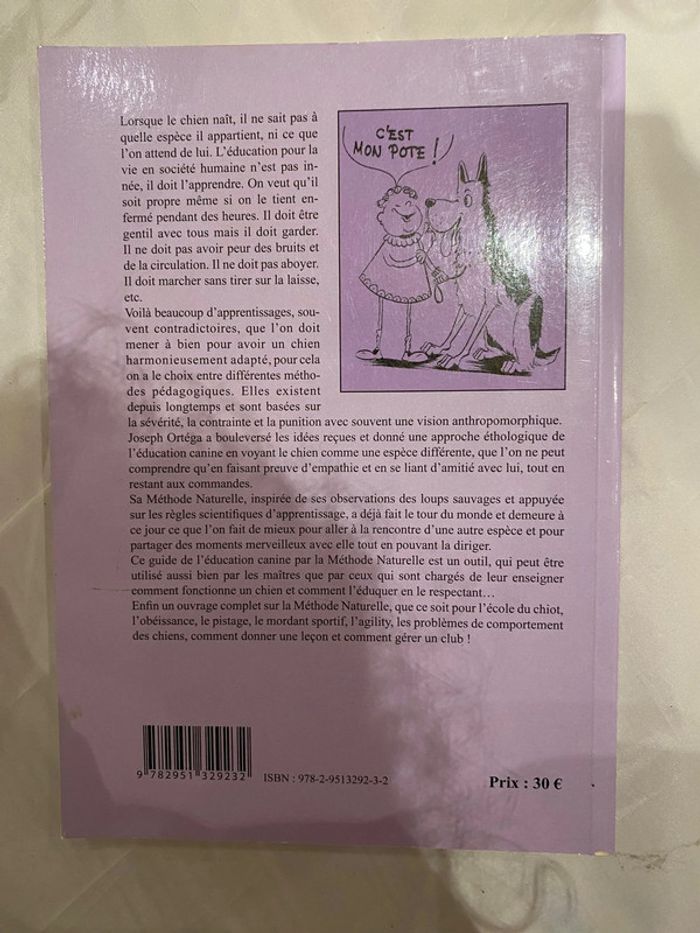 Lorsque le chien naît, il ne sait pas à
quelle espèce il appartient, ni ce que
l'on attend de lui. L'éducation pour la
vie en société humaine n'est pas in-
née, il doit l'apprendre. On veut qu'il
soit propre même si on le tient en-
fermé pendant des heures. Il doit être
gentil avec tous mais il doit garder.
Il ne doit pas avoir peur des bruits et
de la circulation. Il ne doit pas aboyer.
Il doit marcher sans tirer sur la laisse,
etc.
C'EST
MON POTE !
Voilà beaucoup d'apprentissages, sou-
vent contradictoires, que l'on doit
mener à bien pour avoir un chien
harmonieusement adapté, pour cela
on a le choix entre différentes métho-
des pédagogiques. Elles existent
depuis longtemps et sont basées sur
la sévérité, la contrainte et la punition avec souvent une vision anthropomorphique.
Joseph Ortéga a bouleversé les idées reçues et donné une approche éthologique de
l'éducation canine en voyant le chien comme une espèce différente, que l'on ne peut
comprendre qu'en faisant preuve d'empathie et en se liant d'amitié avec lui, tout en
restant aux commandes.
Sa Méthode Naturelle, inspirée de ses observations des loups sauvages et appuyée
sur les règles scientifiques d'apprentissage, a déjà fait le tour du monde et demeure à
ce jour ce que l'on fait de mieux pour aller à la rencontre d'une autre espèce et pour
partager des moments merveilleux avec elle tout en pouvant la diriger.
Ce guide de l'éducation canine par la Méthode Naturelle est un outil, qui peut être
utilisé aussi bien par les maîtres que par ceux qui sont chargés de leur enseigner
comment fonctionne un chien et comment l'éduquer en le respectant…
Enfin un ouvrage complet sur la Méthode Naturelle, que ce soit pour l'école du chiot,
l'obéissance, le pistage, le mordant sportif, l'agility, les problèmes de comportement
des chiens, comment donner une leçon et comment gérer un club !
9 782951 329232
ISBN : 978-2-9513292-3-2
Prix : 30 €